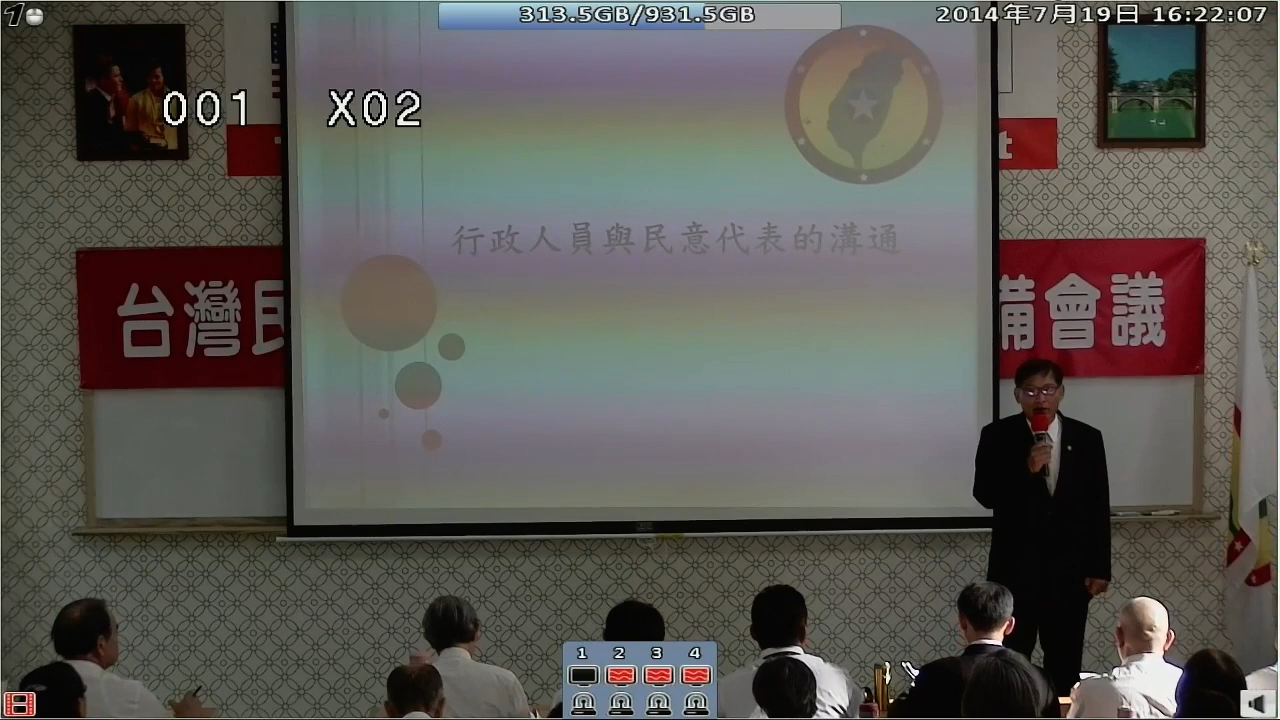 313.5GB/931.5GB
2014年7月19日 16:22:07
001 X02
t
行政人員與民意代表的溝通
台灣民
備會議
1 2 3 4